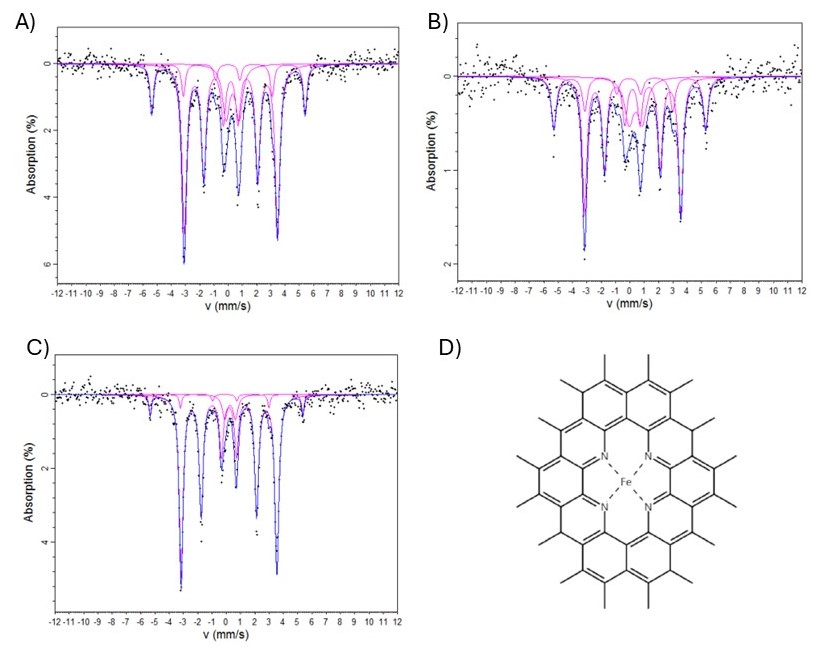 A)
Absorption (%)
0
2
4
6
-12 -11 -10 -9 -8 -7 -6 -5 -4 -3 -2 -1 0 1 2 3 4 5 6 7 8 9 10 11 12
v (mm/s)
B)
Absorption (%)
0
1
2
-12 -11 -10 -9 -8 -7 -6 -5 -4 -3 -2 -1 0 1 2 3 4 5 6 7 8 9 10 11 12
v (mm/s)
C)
Absorption (%)
0
2
4
-12 -11 -10 -9 -8 -7 -6 -5 -4 -3 -2 -1 0 1 2 3 4 5 6 7 8 9 10 11 12
v (mm/s)
D)
N N
Fe
N N